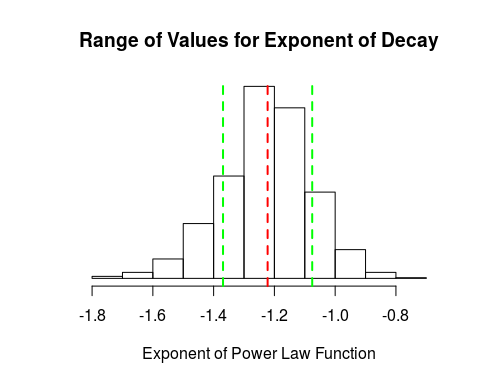 Range of Values for Exponent of Decay
-1.8 -1.6 -1.4 -1.2 -1.0 -0.8
Exponent of Power Law Function